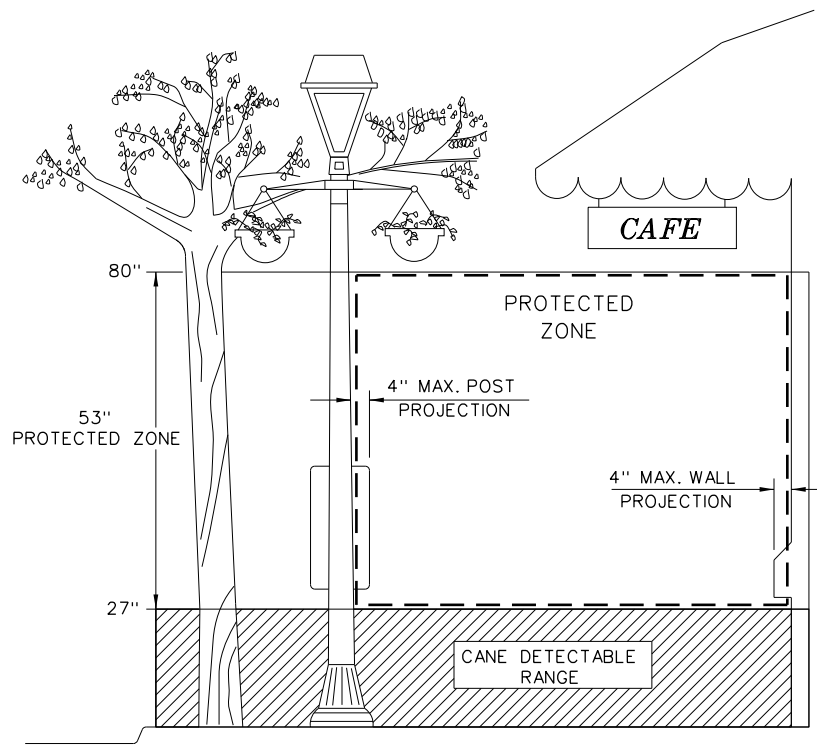 CAFE
80"
PROTECTED
ZONE
4" MAX. POST
PROJECTION
53"
PROTECTED ZONE
4" MAX. WALL
PROJECTION
27"
CANE DETECTABLE
RANGE